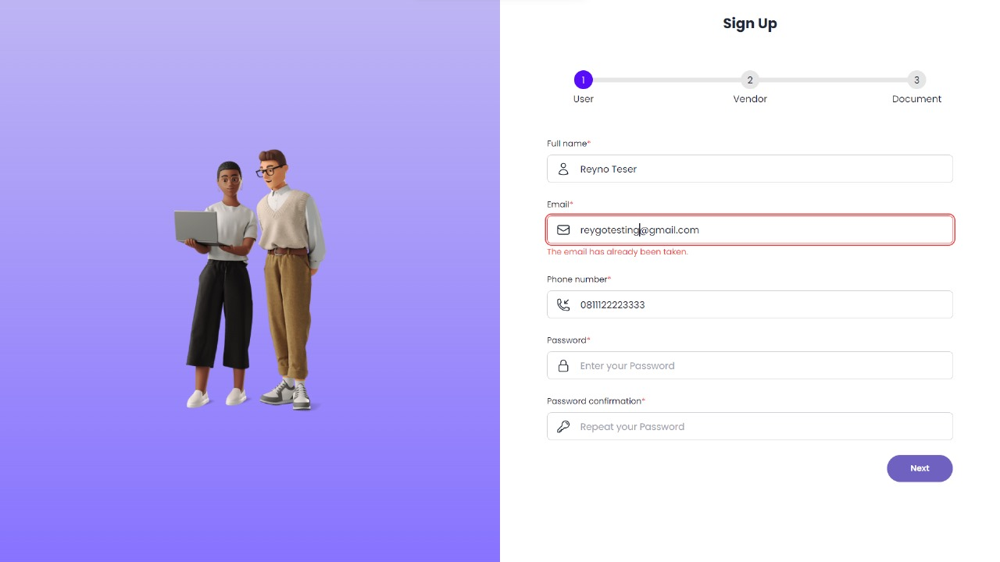 Sign Up
1 2 3
User Vendor Document
Full name*
Reyno Teser
Email*
reygotesting@gmail.com
The email has already been taken.
Phone number*
0811122223333
Password*
Enter your Password
Password confirmation*
Repeat your Password
Next